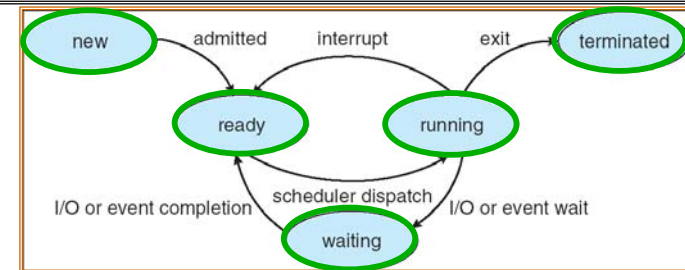 new
admitted
interrupt
exit
terminated
ready
running
I/O or event completion
scheduler dispatch
I/O or event wait
waiting